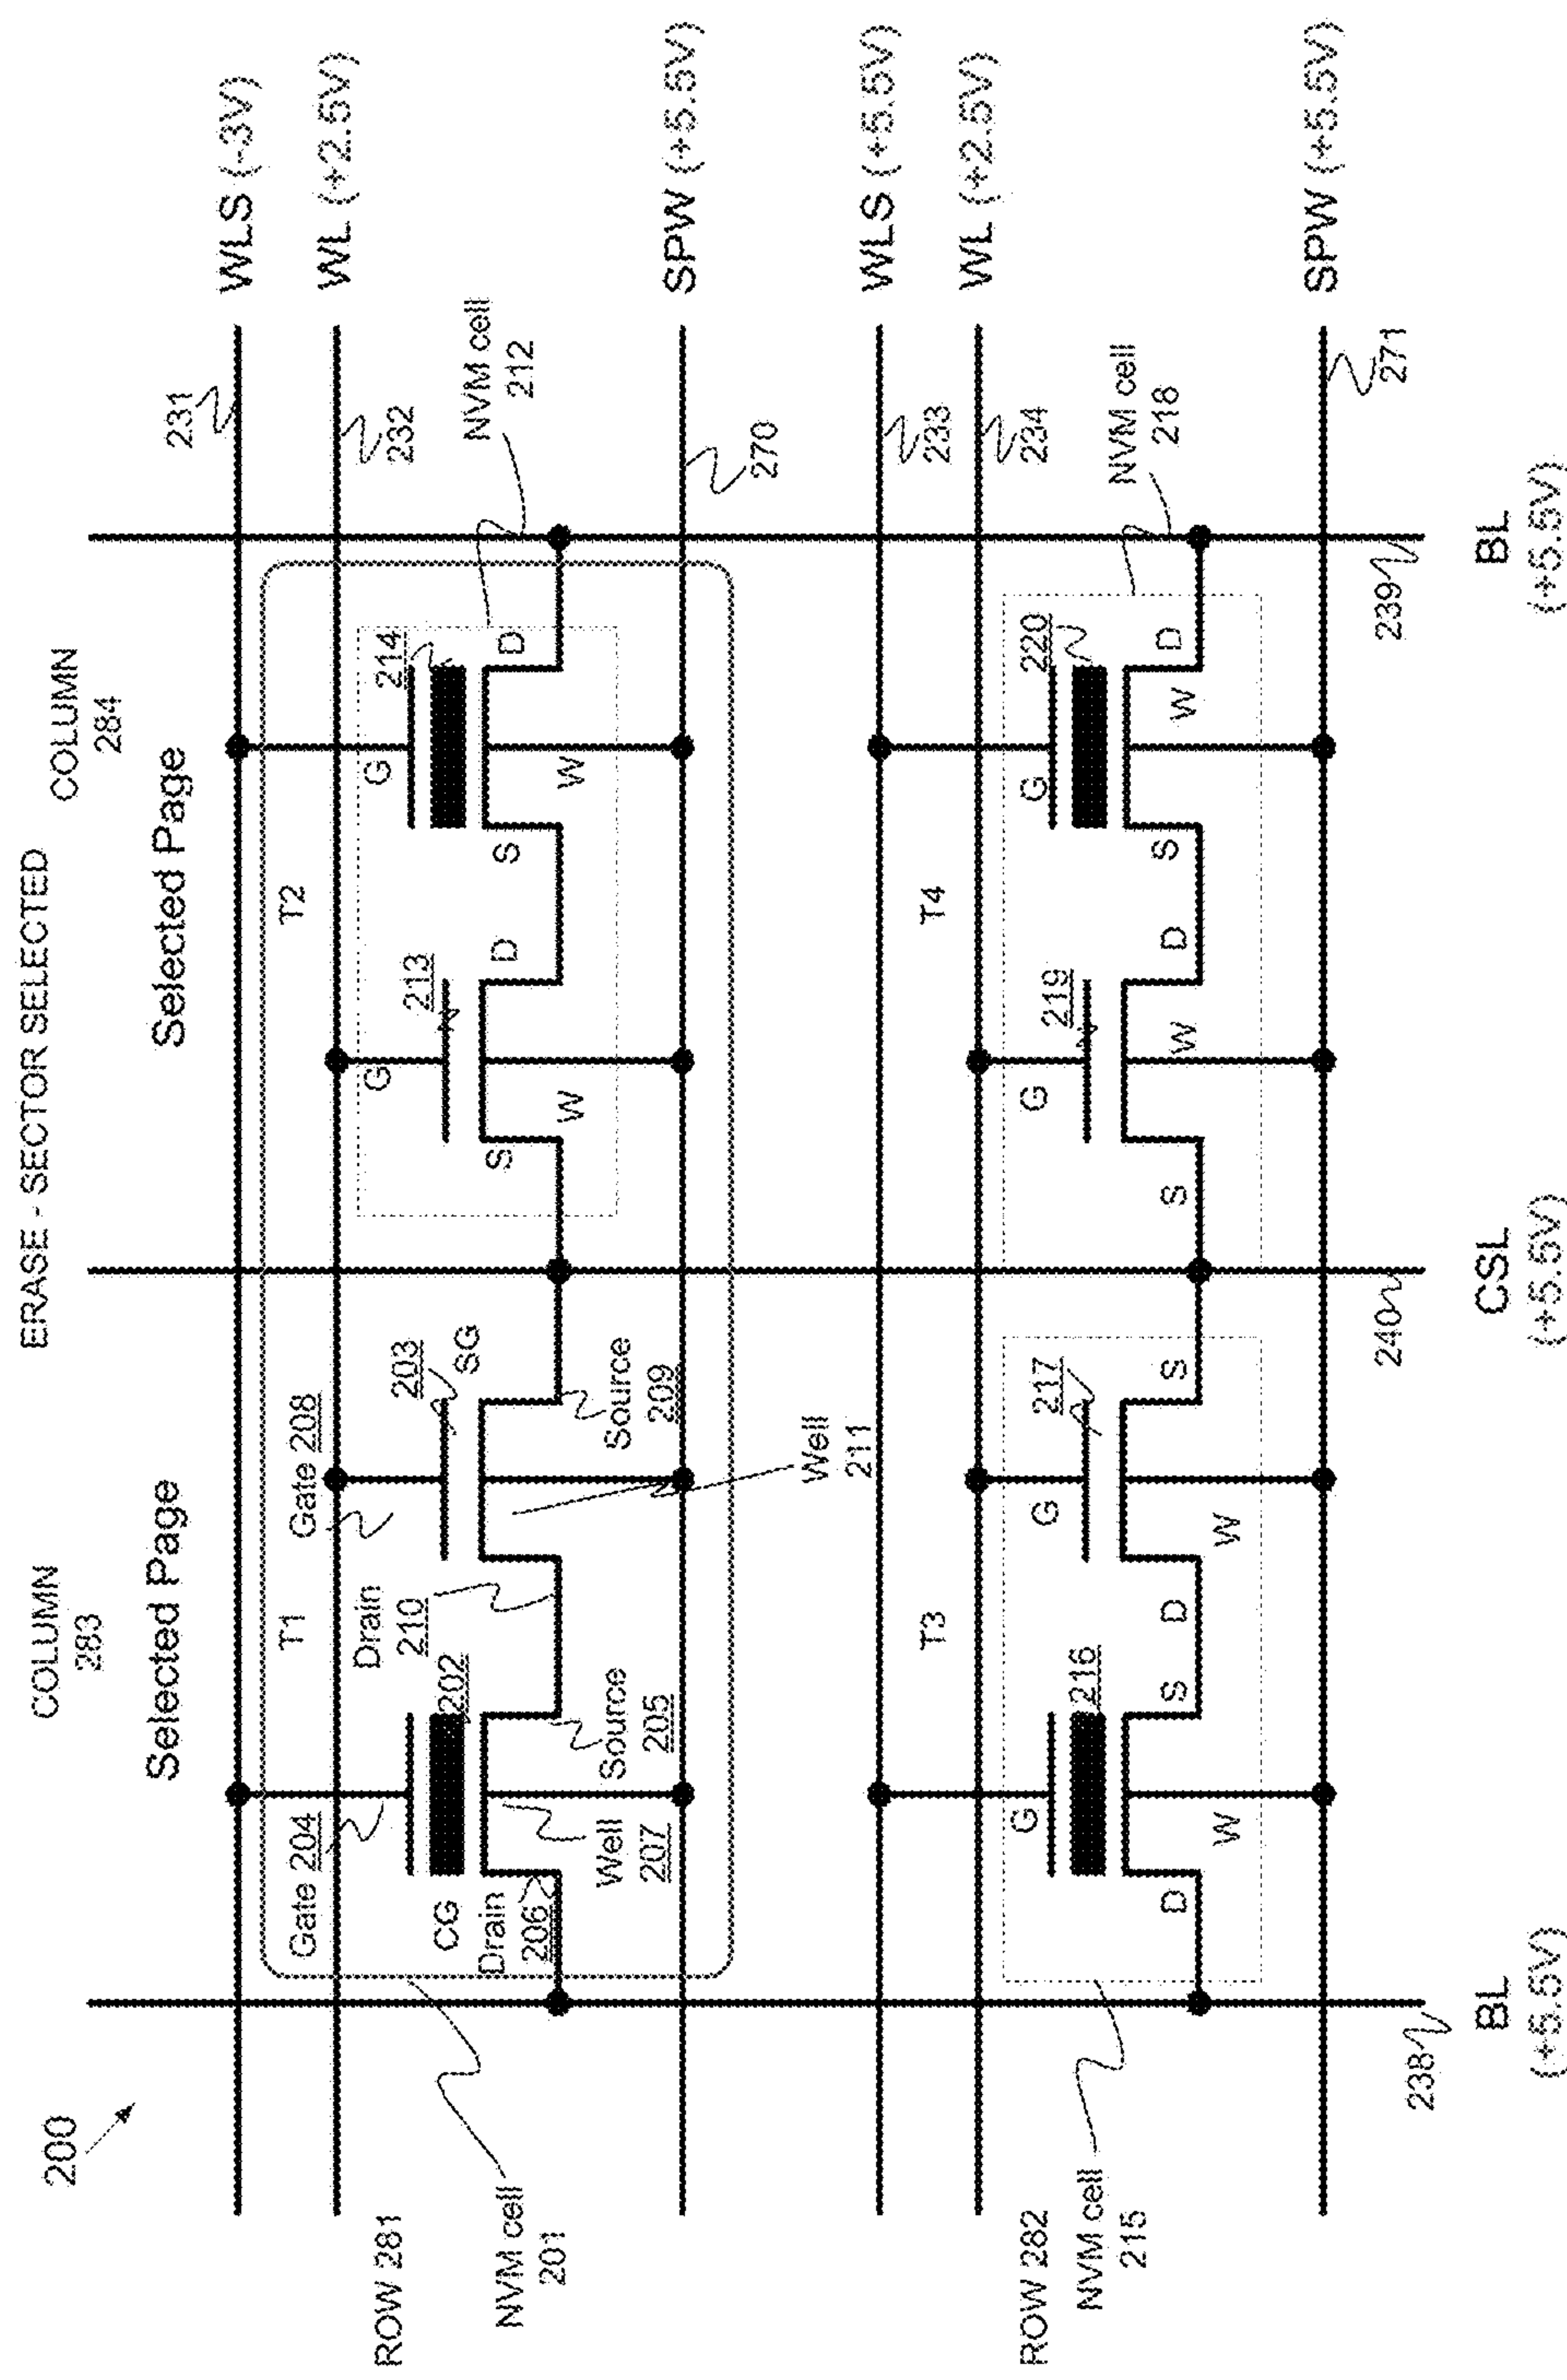 ERASE - SECTOR SELECTED
COLUMN
283
COLUMN
284
Selected Page
Selected Page
200
231
WLS (-3V)
T1
T2
Gate 204
Gate 208
WL (+2.5V)
232
ROW 281
Drain
210
G
G
214
CG
202
203
SG
213
NVM cell
212
Drain
206
Source
205
S
D
S
D
NVM cell
201
Well
207
Source
209
W
W
SPW (+5.5V)
270
Well
211
WLS (+5.5V)
233
T3
T4
WL (+2.5V)
234
ROW 282
G
G
G
G
220
216
217
219
NVM cell
215
NVM cell
218
D
S
D
S
S
D
S
D
W
W
W
W
SPW (+5.5V)
271
238
240
239
BL
(+5.5V)
CSL
(+5.5V)
BL
(+5.5V)